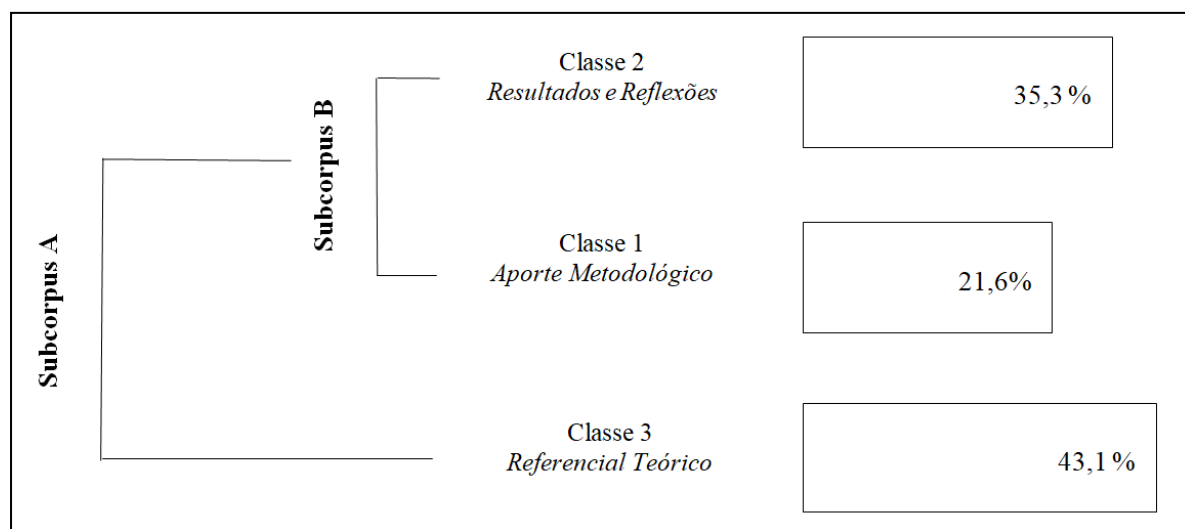 Subcorpus A
Subcorpus B
Classe 2
Resultados e Reflexões
35,3 %
Classe 1
Aporte Metodológico
21,6%
Classe 3
Referencial Teórico
43,1 %